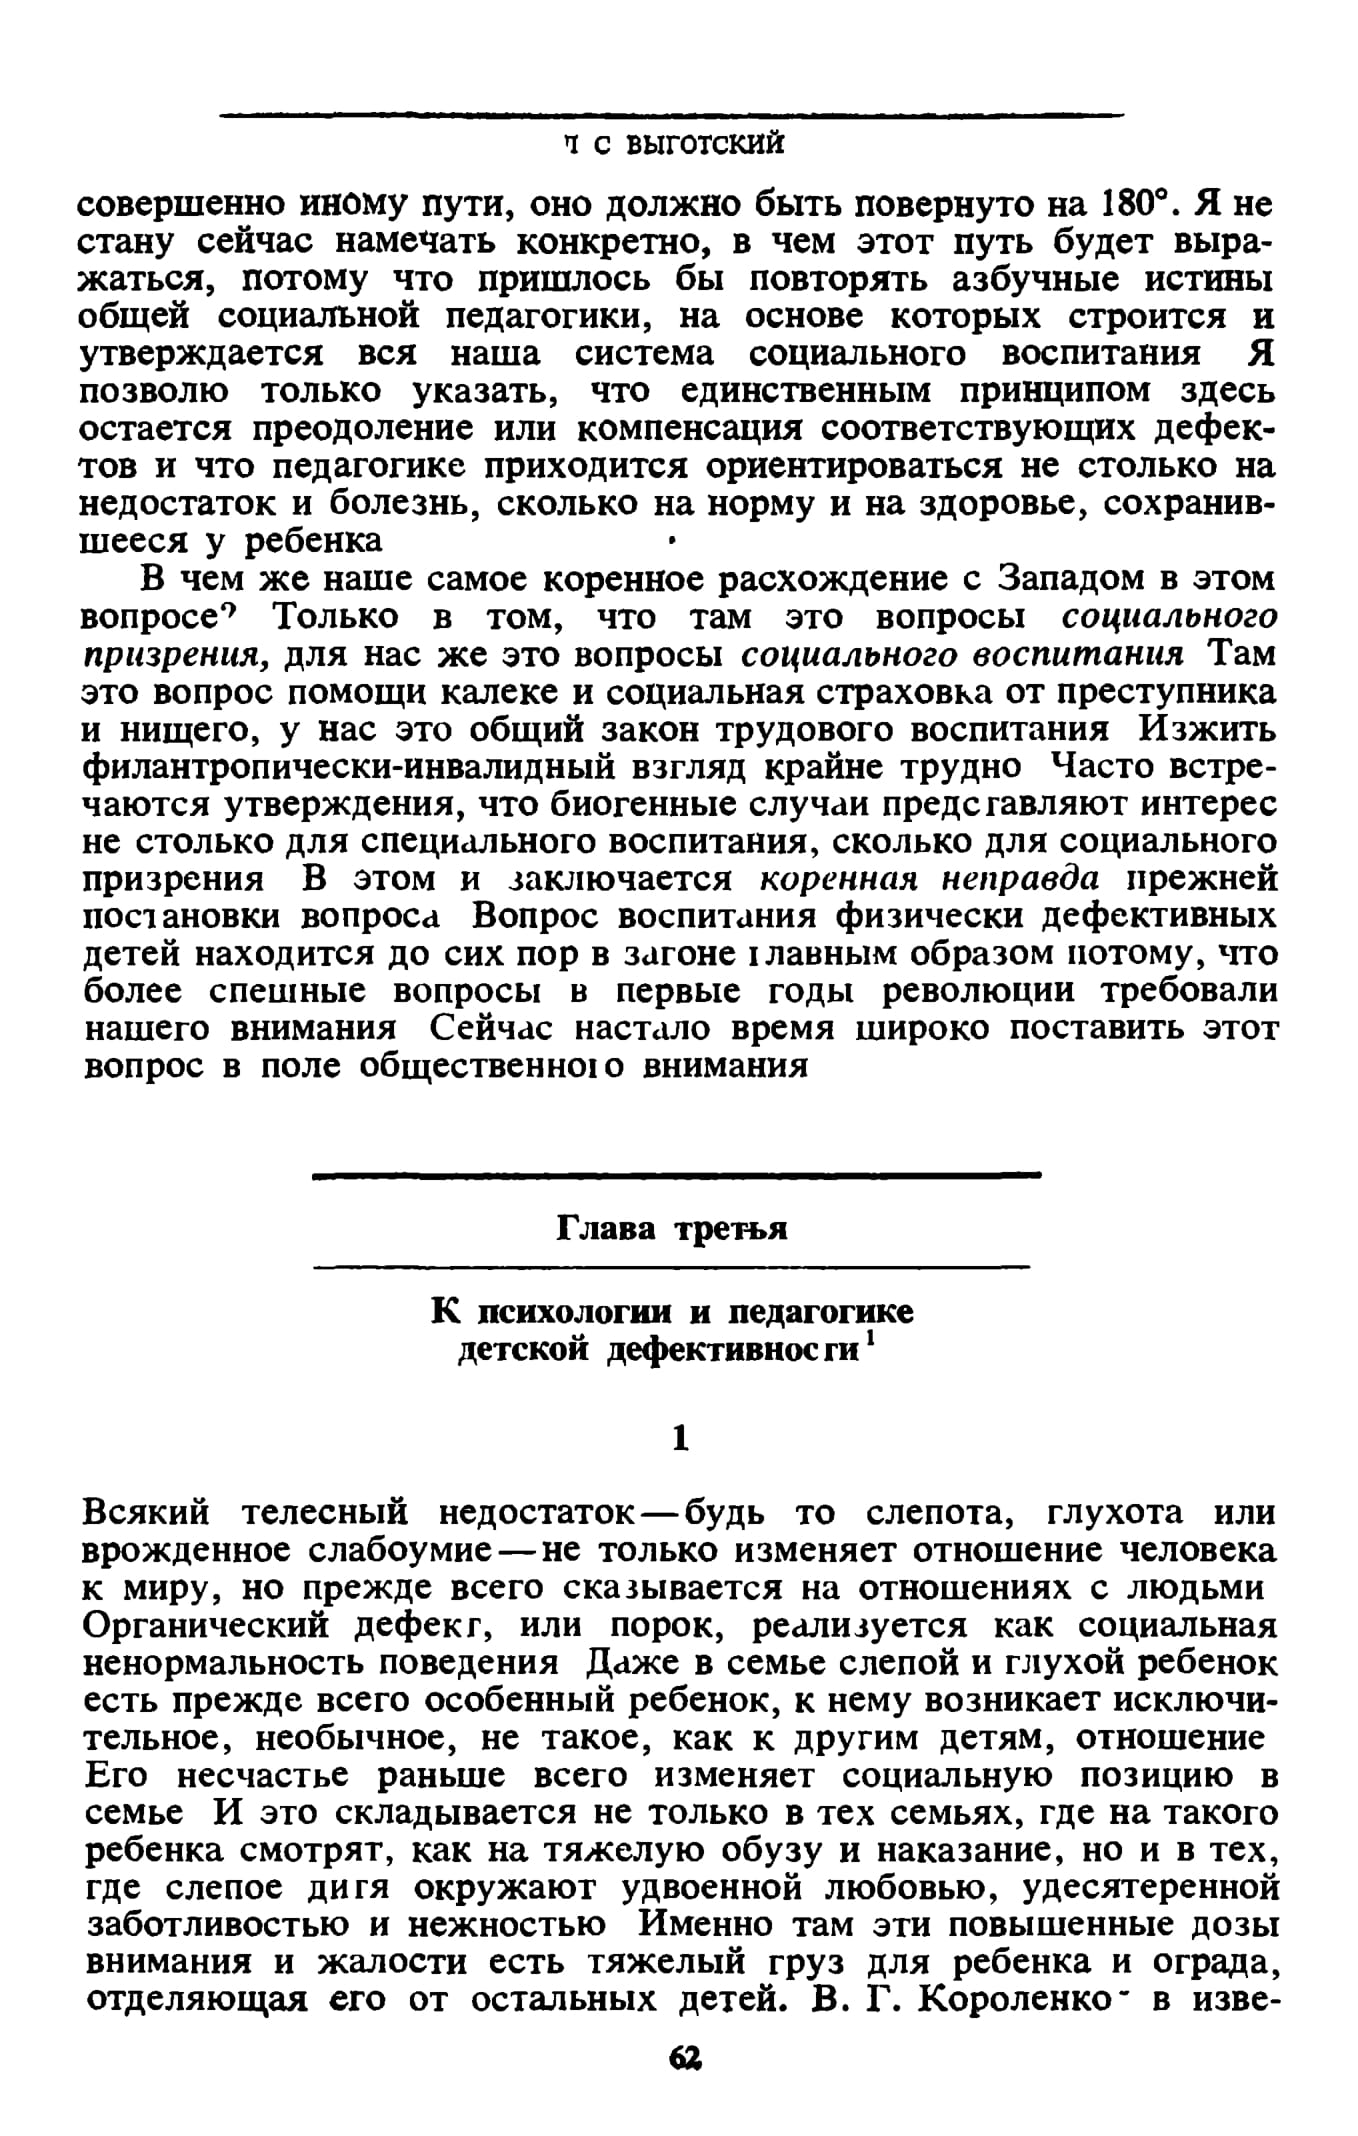 Л С ВЫГОТСКИЙ
совершенно иному пути, оно должно быть повернуто на 180°. Я не
стану сейчас намечать конкретно, в чем этот путь будет выра-
жаться, потому что пришлось бы повторять азбучные истины
общей социальной педагогики, на основе которых строится и
утверждается вся наша система социального воспитания Я
позволю только указать, что единственным принципом здесь
остается преодоление или компенсация соответствующих дефек-
тов и что педагогике приходится ориентироваться не столько на
недостаток и болезнь, сколько на норму и на здоровье, сохранив-
шееся у ребенка
В чем же наше самое коренное расхождение с Западом в этом
вопросе? Только в том, что там это вопросы социального
призрения, для нас же это вопросы социального воспитания Там
это вопрос помощи калеке и социальная страховка от преступника
и нищего, у нас это общий закон трудового воспитания Изжить
филантропически-инвалидный взгляд крайне трудно Часто встре-
чаются утверждения, что биогенные случаи представляют интерес
не столько для специального воспитания, сколько для социального
призрения В этом и заключается коренная неправда прежней
постановки вопроса Вопрос воспитания физически дефективных
детей находится до сих пор в загоне главным образом потому, что
более спешные вопросы в первые годы революции требовали
нашего внимания Сейчас настало время широко поставить этот
вопрос в поле общественного внимания
Глава третья
К психологии и педагогике
детской дефективности¹
1
Всякий телесный недостаток — будь то слепота, глухота или
врожденное слабоумие — не только изменяет отношение человека
к миру, но прежде всего сказывается на отношениях с людьми
Органический дефект, или порок, реализуется как социальная
ненормальность поведения Даже в семье слепой и глухой ребенок
есть прежде всего особенный ребенок, к нему возникает исключи-
тельное, необычное, не такое, как к другим детям, отношение
Его несчастье раньше всего изменяет социальную позицию в
семье И это складывается не только в тех семьях, где на такого
ребенка смотрят, как на тяжелую обузу и наказание, но и в тех,
где слепое дитя окружают удвоенной любовью, удесятеренной
заботливостью и нежностью Именно там эти повышенные дозы
внимания и жалости есть тяжелый груз для ребенка и ограда,
отделяющая его от остальных детей. В. Г. Короленко в изве-
62